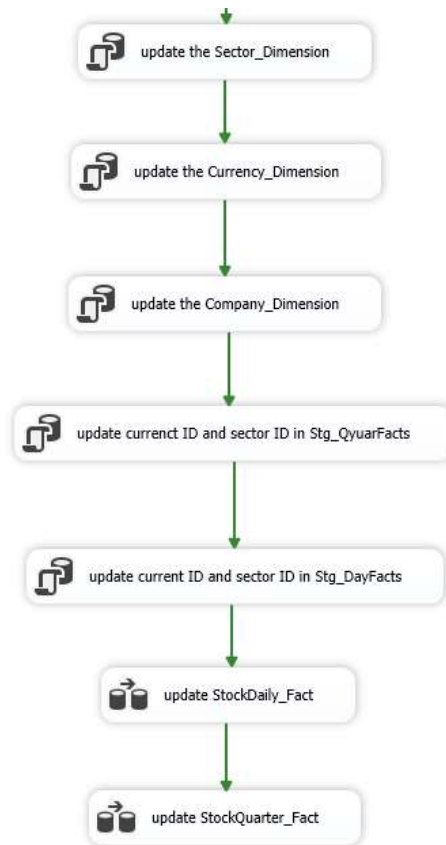 update the Sector_Dimension
update the Currency_Dimension
update the Company_Dimension
update currenct ID and sector ID in Stg_QyuarFacts
update current ID and sector ID in Stg_DayFacts
update StockDaily_Fact
update StockQuarter_Fact